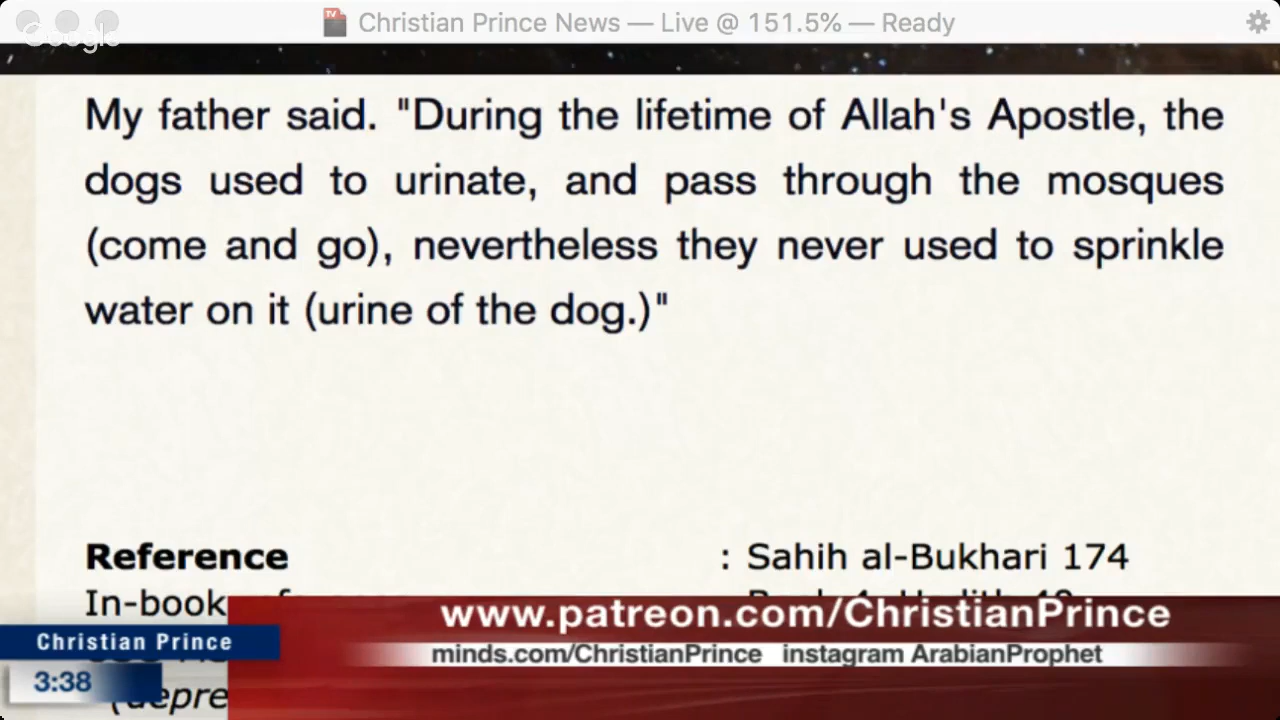 Christian Prince News — Live @ 151.5% — Ready
Google
My father said. "During the lifetime of Allah's Apostle, the
dogs used to urinate, and pass through the mosques
(come and go), nevertheless they never used to sprinkle
water on it (urine of the dog.)"
Reference : Sahih al-Bukhari 174
In-book
www.patreon.com/ChristianPrince
Christian Prince
minds.com/ChristianPrince instagram ArabianProphet
3:38